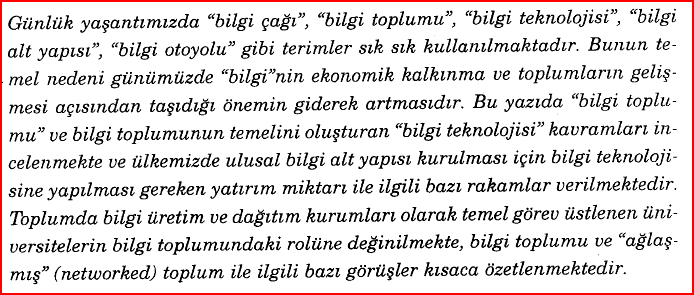 Günlük yaşantımızda “bilgi çağı”, “bilgi toplumu”, “bilgi teknolojisi”, “bilgi
alt yapısı”, “bilgi otoyolu” gibi terimler sık sık kullanılmaktadır. Bunun te-
mel nedeni günümüzde “bilgi”nin ekonomik kalkınma ve toplumların geliş-
mesi açısından taşıdığı önemin giderek artmasıdır. Bu yazıda “bilgi toplu-
mu” ve bilgi toplumunun temelini oluşturan “bilgi teknolojisi” kavramları in-
celenmekte ve ülkemizde ulusal bilgi alt yapısı kurulması için bilgi teknoloji-
sine yapılması gereken yatırım miktarı ile ilgili bazı rakamlar verilmektedir.
Toplumda bilgi üretim ve dağıtım kurumları olarak temel görev üstlenen üni-
versitelerin bilgi toplumundaki rolüne değinilmekte, bilgi toplumu ve “ağlaş-
mış” (networked) toplum ile ilgili bazı görüşler kısaca özetlenmektedir.